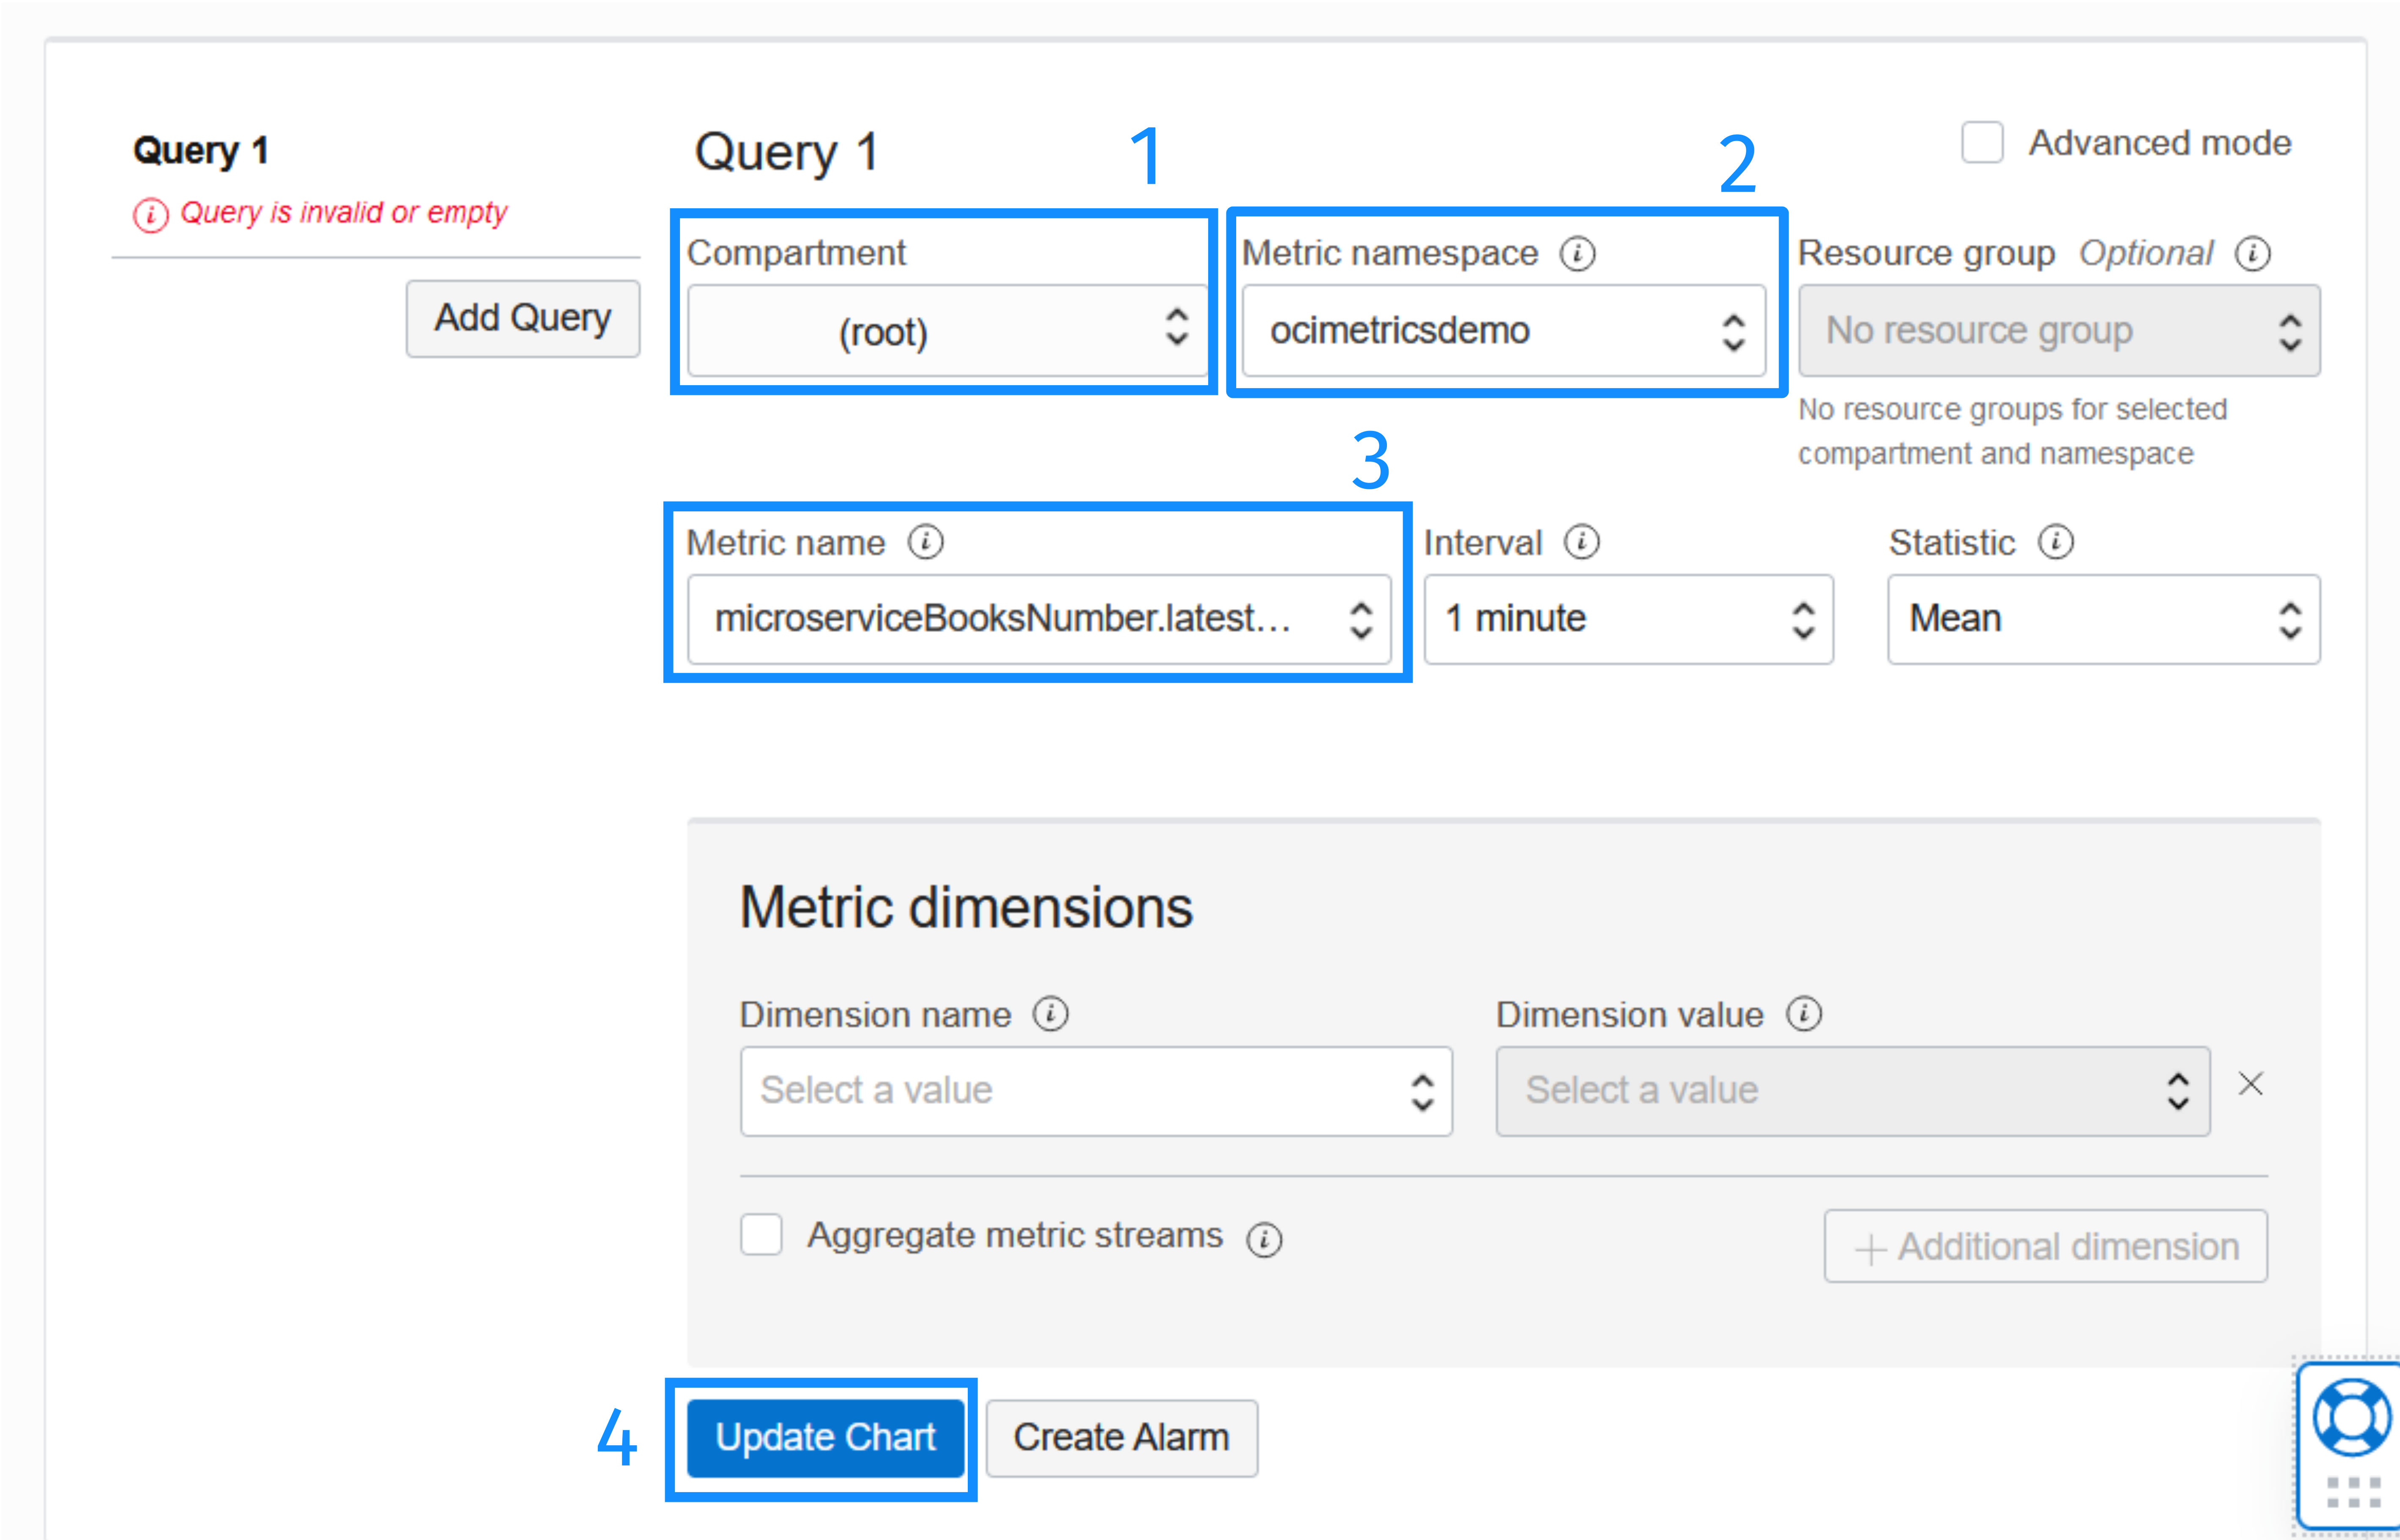 Query 1
Query is invalid or empty
Add Query
Query 1
1
2
Advanced mode
Compartment
(root)
Metric namespace
ocimetricsdemo
Resource group Optional
No resource group
No resource groups for selected
compartment and namespace
3
Metric name
microserviceBooksNumber.latest...
Interval
1 minute
Statistic
Mean
Metric dimensions
Dimension name
Select a value
Dimension value
Select a value
Aggregate metric streams
+ Additional dimension
4
Update Chart
Create Alarm